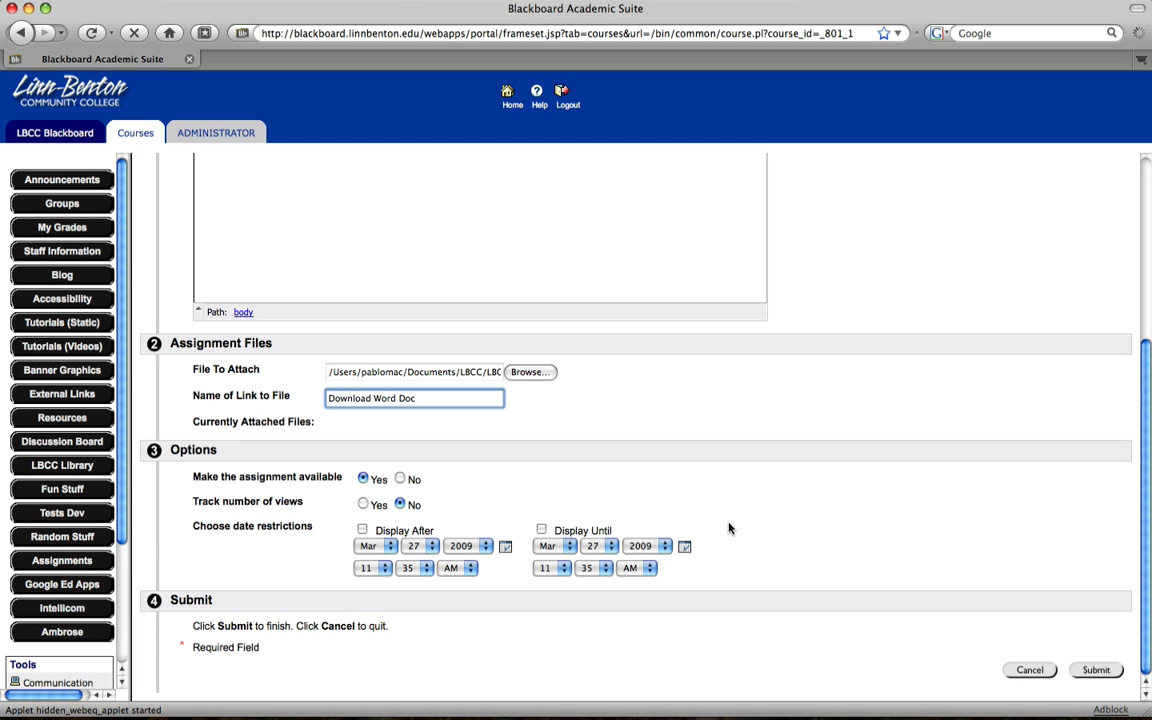 Blackboard Academic Suite
http://blackboard.linnbenton.edu/webapps/portal/frameset.jsp?tab=courses&url=/bin/common/course.pl?course_id=_801_1
G Google
Blackboard Academic Suite
Linn-Benton
COMMUNITY COLLEGE
Home Help Logout
LBCC Blackboard Courses ADMINISTRATOR
Announcements
Groups
My Grades
Staff Information
Blog
Accessibility
Tutorials (Static)
Tutorials (Videos)
Banner Graphics
External Links
Resources
Discussion Board
LBCC Library
Fun Stuff
Tests Dev
Random Stuff
Assignments
Google Ed Apps
Intellicom
Ambrose
Tools
Communication
Path: body
2 Assignment Files
File To Attach /Users/pablomac/Documents/LBCC/LBC Browse...
Name of Link to File Download Word Doc
Currently Attached Files:
3 Options
Make the assignment available Yes No
Track number of views Yes No
Choose date restrictions Display After Display Until
Mar 27 2009 Mar 27 2009
11 35 AM 11 35 AM
4 Submit
Click Submit to finish. Click Cancel to quit.
* Required Field
Cancel Submit
Applet hidden_webeq_applet started Adblock